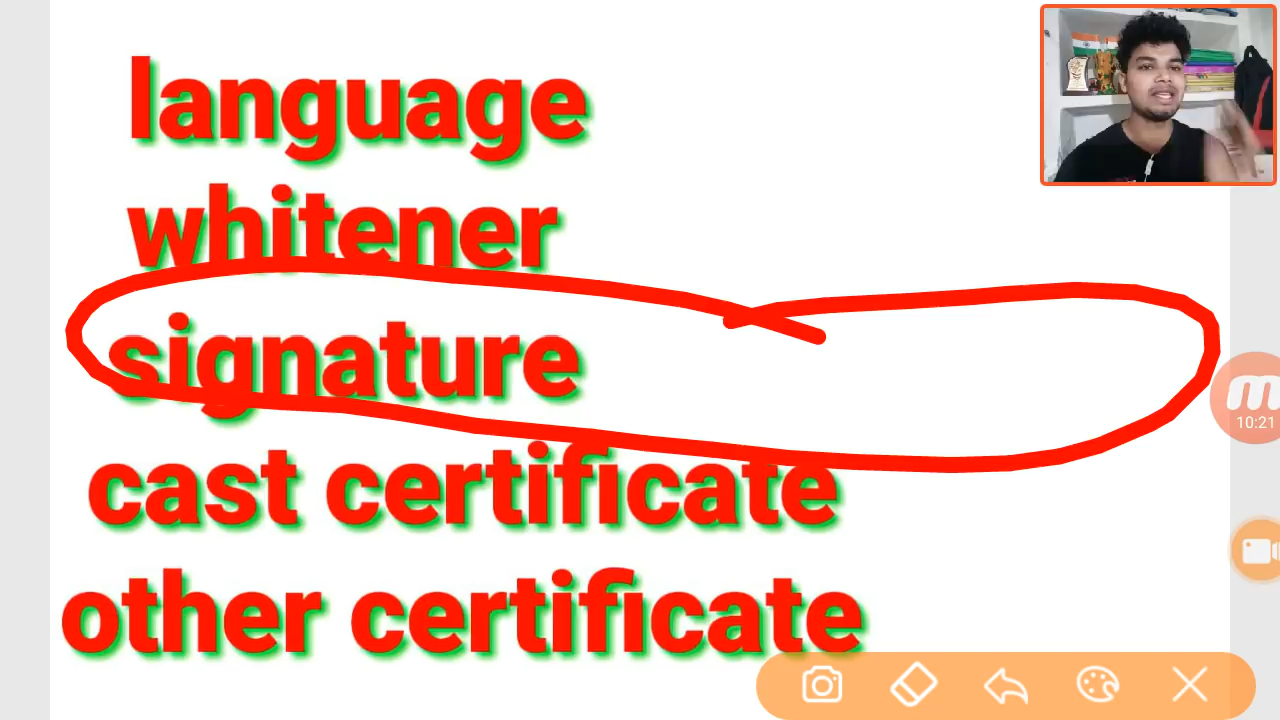 language
whitener
signature
cast certificate
other certificate
m
10:21